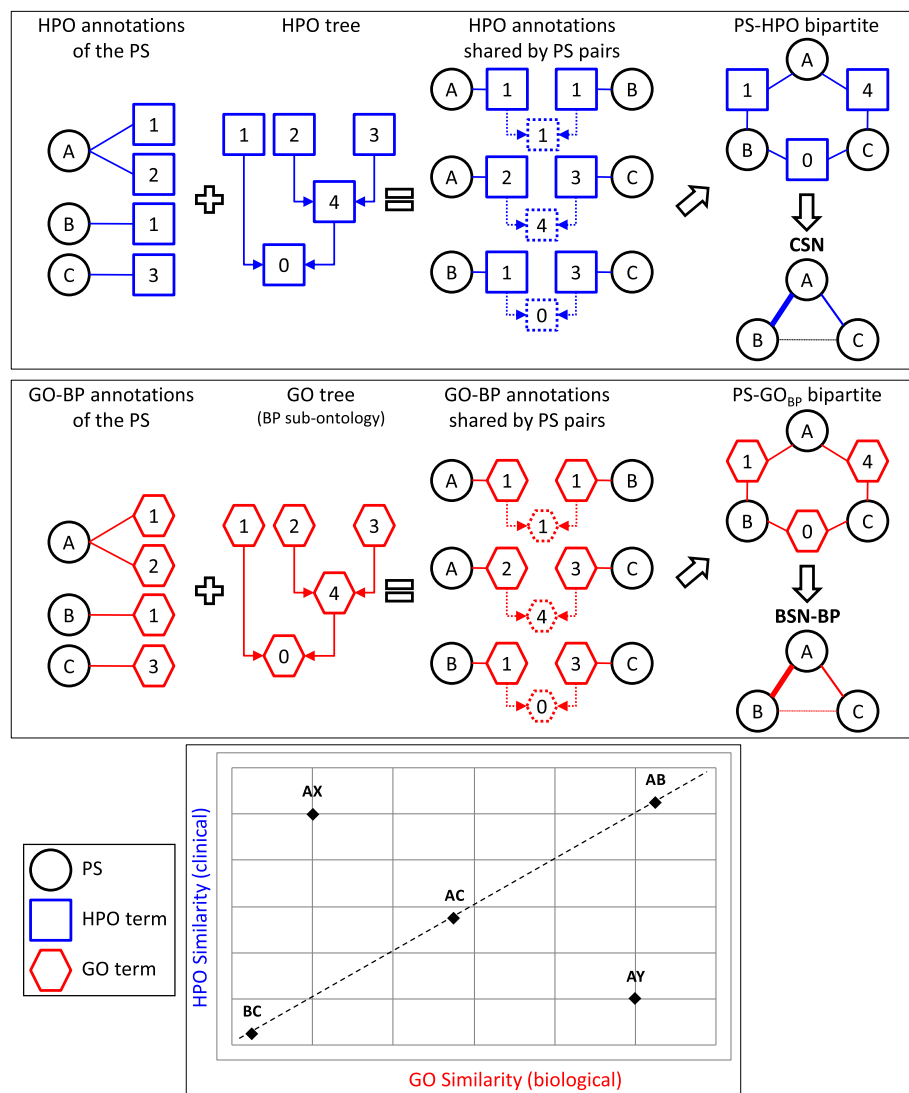 HPO annotations
of the PS
HPO tree
HPO annotations
shared by PS pairs
PS-HPO bipartite
A
1
2
B
1
C
3
1
2
3
4
0
A 1 1 B
1
A 2 3 C
4
B 1 3 C
0
A
1 4
B C
0
CSN
A
B C
GO-BP annotations
of the PS
GO tree
(BP sub-ontology)
GO-BP annotations
shared by PS pairs
PS-GOBP bipartite
A
1
2
B
1
C
3
1
2
3
4
0
A 1 1 B
1
A 2 3 C
4
B 1 3 C
0
A
1 4
B C
0
BSN-BP
A
B C
PS
HPO term
GO term
HPO Similarity (clinical)
AX
AB
AC
AY
BC
GO Similarity (biological)